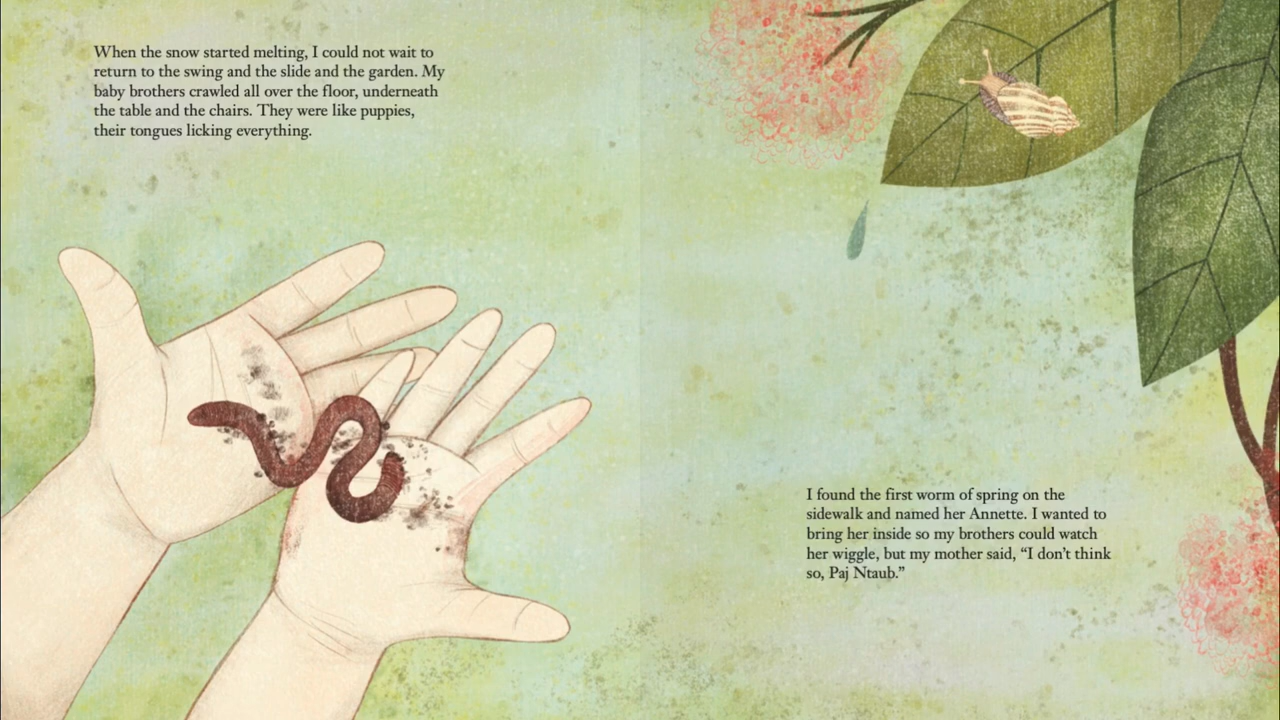 When the snow started melting, I could not wait to
return to the swing and the slide and the garden. My
baby brothers crawled all over the floor, underneath
the table and the chairs. They were like puppies,
their tongues licking everything.
I found the first worm of spring on the
sidewalk and named her Annette. I wanted to
bring her inside so my brothers could watch
her wiggle, but my mother said, “I don’t think
so, Paj Ntaub.”